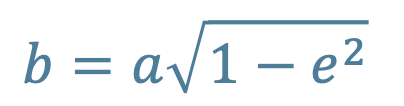 b = a√1 − e²